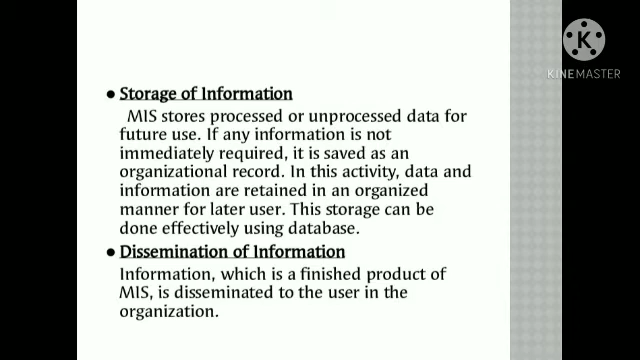 K
KINEMASTER
● Storage of Information
MIS stores processed or unprocessed data for
future use. If any information is not
immediately required, it is saved as an
organizational record. In this activity, data and
information are retained in an organized
manner for later user. This storage can be
done effectively using database.
● Dissemination of Information
Information, which is a finished product of
MIS, is disseminated to the user in the
organization.